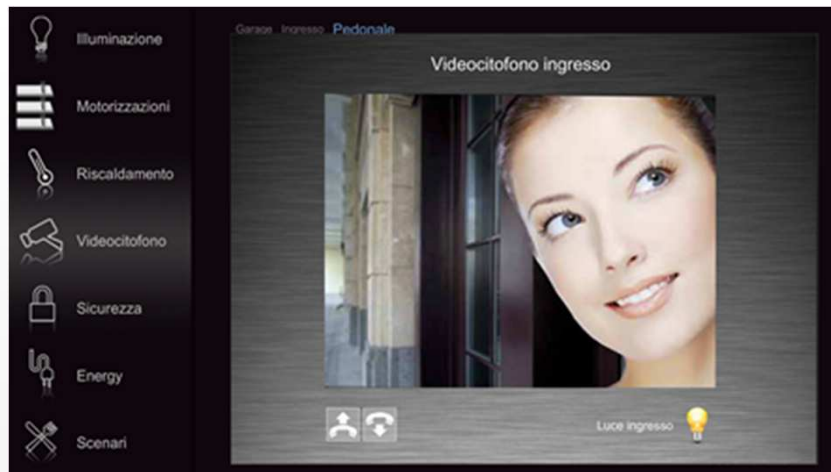 Illuminazione
Motorizzazioni
Riscaldamento
Videocitofono
Sicurezza
Energy
Scenari
Garage Ingresso Pedonale
Videocitofono ingresso
Luce ingresso